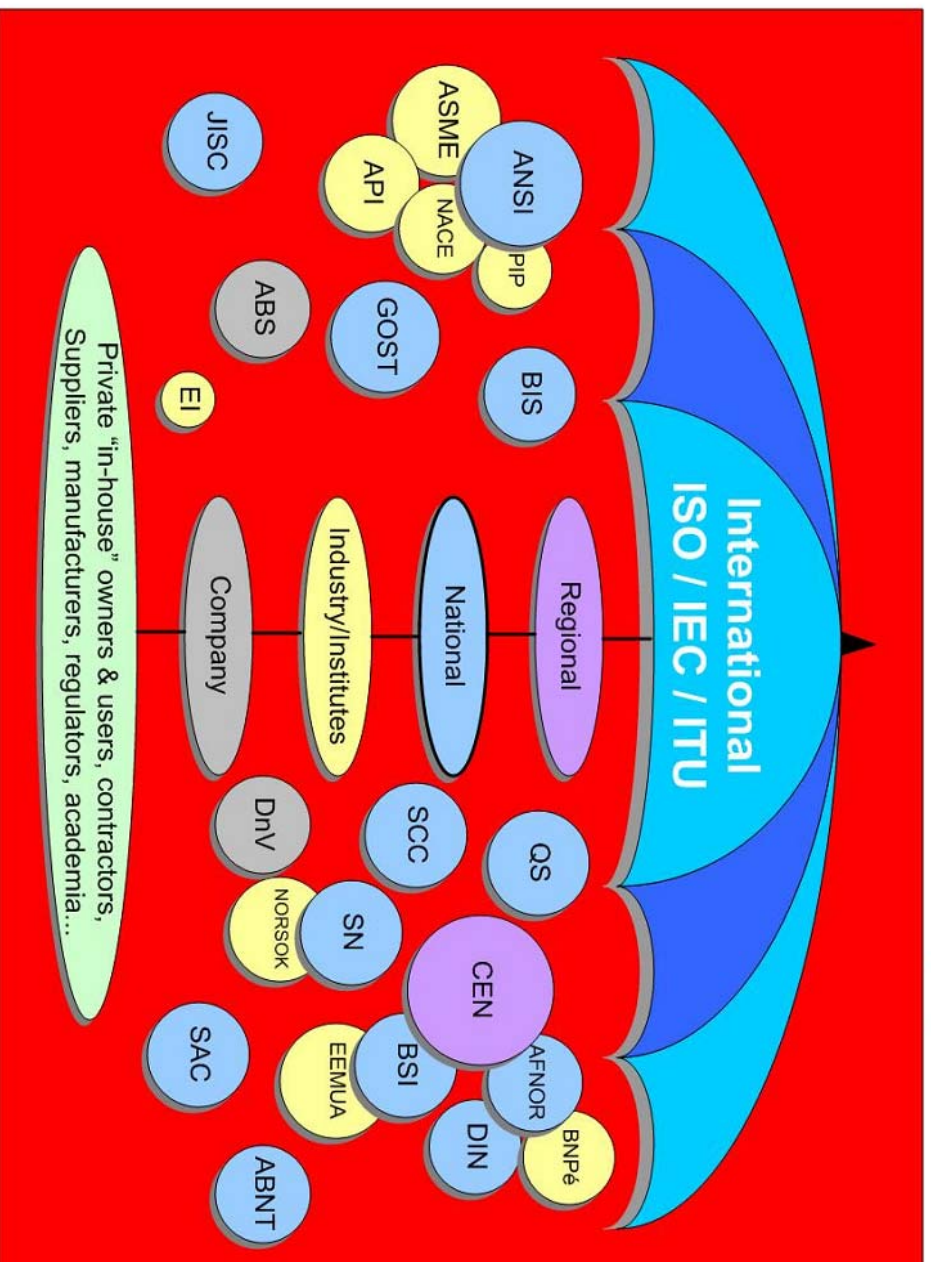 International
ISO / IEC / ITU
ANSI
PIP
ASME
NACE
API
JISC
BIS
GOST
ABS
EI
Regional
National
Industry/Institutes
Company
QS
SCC
DnV
CEN
SN
NORSOK
AFNOR
BNPé
BSI
DIN
EEMUA
SAC
ABNT
Private “in-house” owners & users, contractors,
Suppliers, manufacturers, regulators, academia...